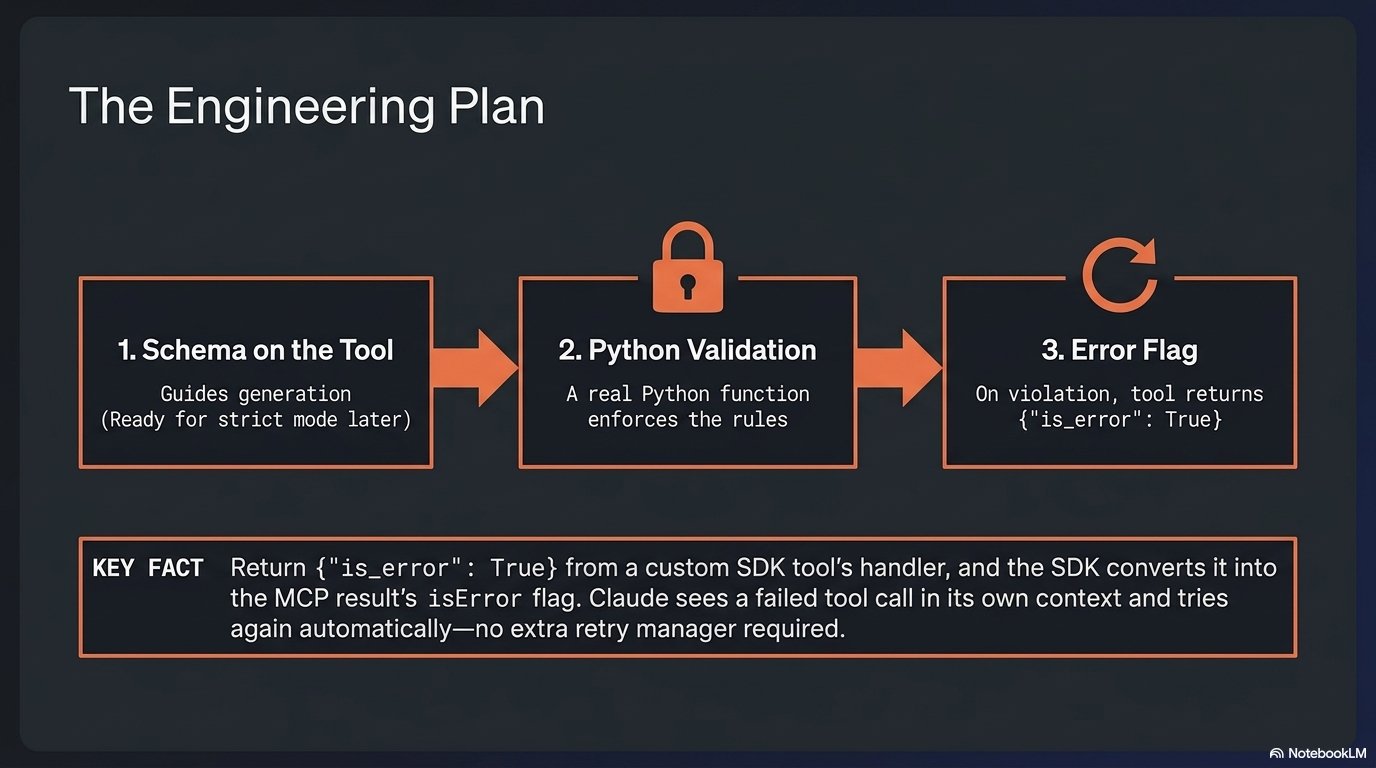 The Engineering Plan
1. Schema on the Tool
Guides generation
(Ready for strict mode later)
2. Python Validation
A real Python function
enforces the rules
3. Error Flag
On violation, tool returns
{"is_error": True}
KEY FACT
Return {"is_error": True} from a custom SDK tool's handler, and the SDK converts it into
the MCP result's isError flag. Claude sees a failed tool call in its own context and tries
again automatically—no extra retry manager required.
NotebookLM